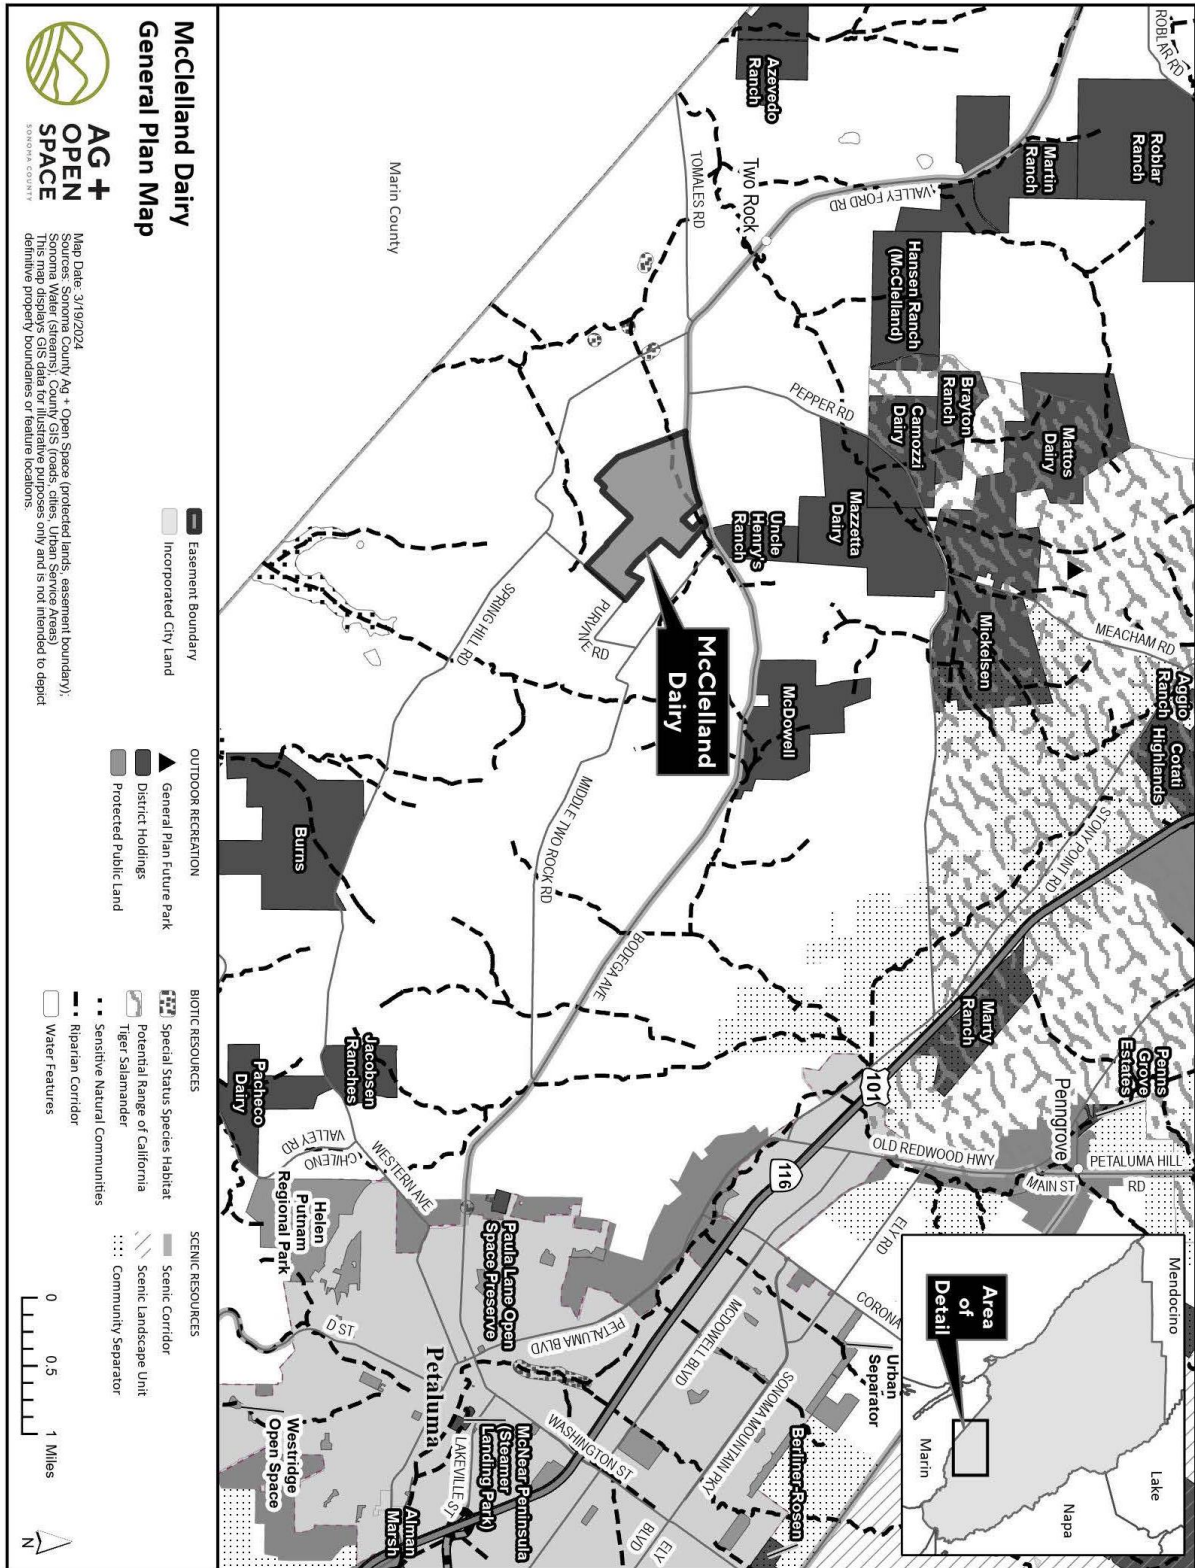 ROBLAR RD
Roblar
Ranch
Martin
Ranch
Azevedo
Ranch
Two Rock
VALLEY FORD RD
TOMALES RD
Hansen Ranch
(McClelland)
Brayton
Ranch
Camozzi
Dairy
Mattos
Dairy
PEPPER RD
Mazzetta
Dairy
Uncle
Henry's
Ranch
Mickelsen
MEACHAM RD
Aggio
Ranch
Cotati
Highlands
STONY POINT RD
McClelland
Dairy
McDowell
PURVINE RD
SPRING HILL RD
MIDDLE TWO ROCK RD
BODEGA AVE
Marin County
Burns
Marty
Ranch
Penns
Grove
Estates
Penngrove
PETALUMA HILL
RD
MAIN ST
OLD REDWOOD HWY
101
116
ELY RD
CORONA
Jacobsen
Ranches
Pacheco
Dairy
CHILENO
VALLEY RD
WESTERN AVE
Helen
Putnam
Regional Park
Paula Lane Open
Space Preserve
PETALUMA BLVD
MCDOWELL BLVD
SONOMA MOUNTAIN PKY
Urban
Separator
Berliner-Rosen
D ST
Petaluma
WASHINGTON ST
LAKEVILLE ST
McNear Peninsula
(Steamer
Landing Park)
Alman
Marsh
ELY
BLVD
Westridge
Open Space
Mendocino
Lake
Napa
Marin
Area
of
Detail
McClelland Dairy
General Plan Map
AG +
OPEN
SPACE
SONOMA COUNTY
Map Date: 3/19/2024
Sources: Sonoma County Ag + Open Space (protected lands, easement boundary);
Sonoma Water (streams); County GIS (roads, cities, Urban Service Areas)
This map displays GIS data for illustrative purposes only and is not intended to depict
definitive property boundaries or feature locations.
Easement Boundary
Incorporated City Land
OUTDOOR RECREATION
General Plan Future Park
District Holdings
Protected Public Land
BIOTIC RESOURCES
Special Status Species Habitat
Potential Range of California
Tiger Salamander
Sensitive Natural Communities
Riparian Corridor
Water Features
SCENIC RESOURCES
Scenic Corridor
Scenic Landscape Unit
Community Separator
0 0.5 1 Miles
N